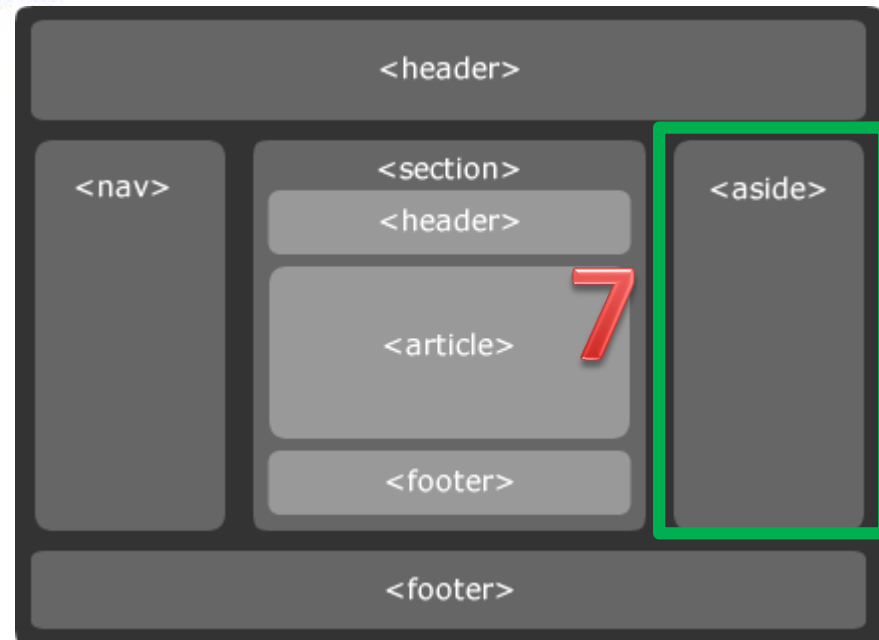 <header>
<nav>
<section>
<header>
<article>
<footer>
7
<aside>
<footer>